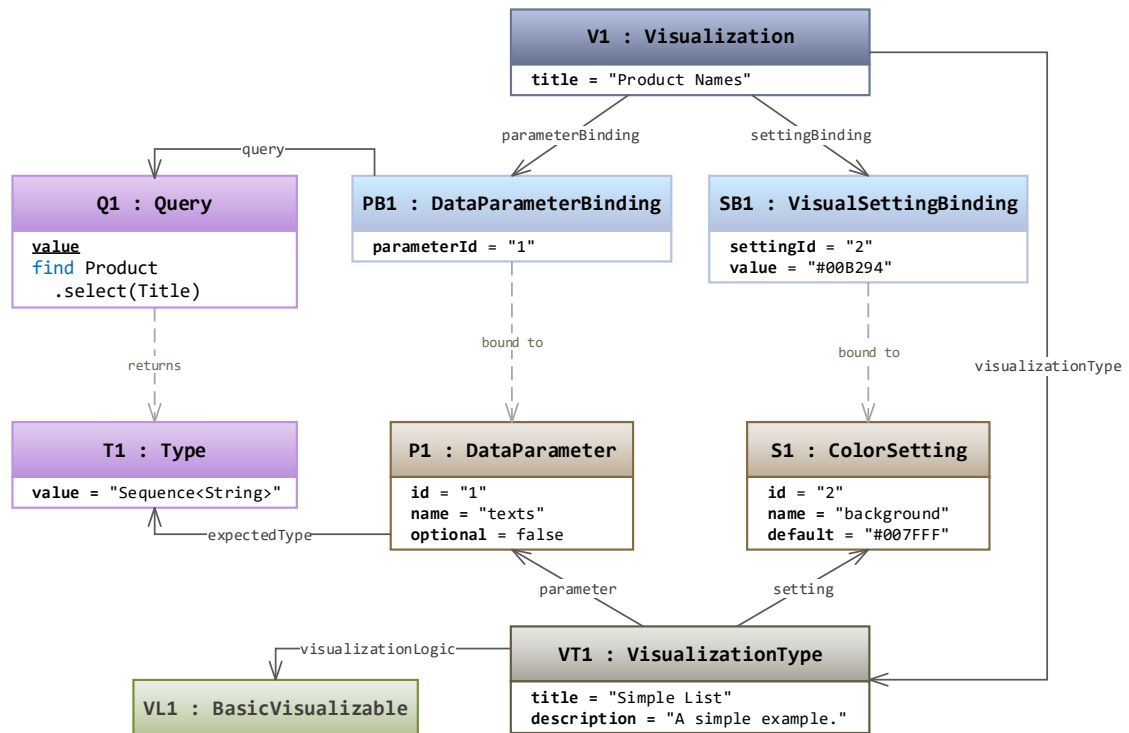 V1 : Visualization
title = "Product Names"
parameterBinding
settingBinding
query
Q1 : Query
value
find Product
.select(Title)
PB1 : DataParameterBinding
parameterId = "1"
SB1 : VisualSettingBinding
settingId = "2"
value = "#00B294"
returns
bound to
bound to
visualizationType
T1 : Type
value = "Sequence<String>"
P1 : DataParameter
id = "1"
name = "texts"
optional = false
S1 : ColorSetting
id = "2"
name = "background"
default = "#007FFF"
expectedType
parameter
setting
visualizationLogic
VT1 : VisualizationType
title = "Simple List"
description = "A simple example."
VL1 : BasicVisualizable